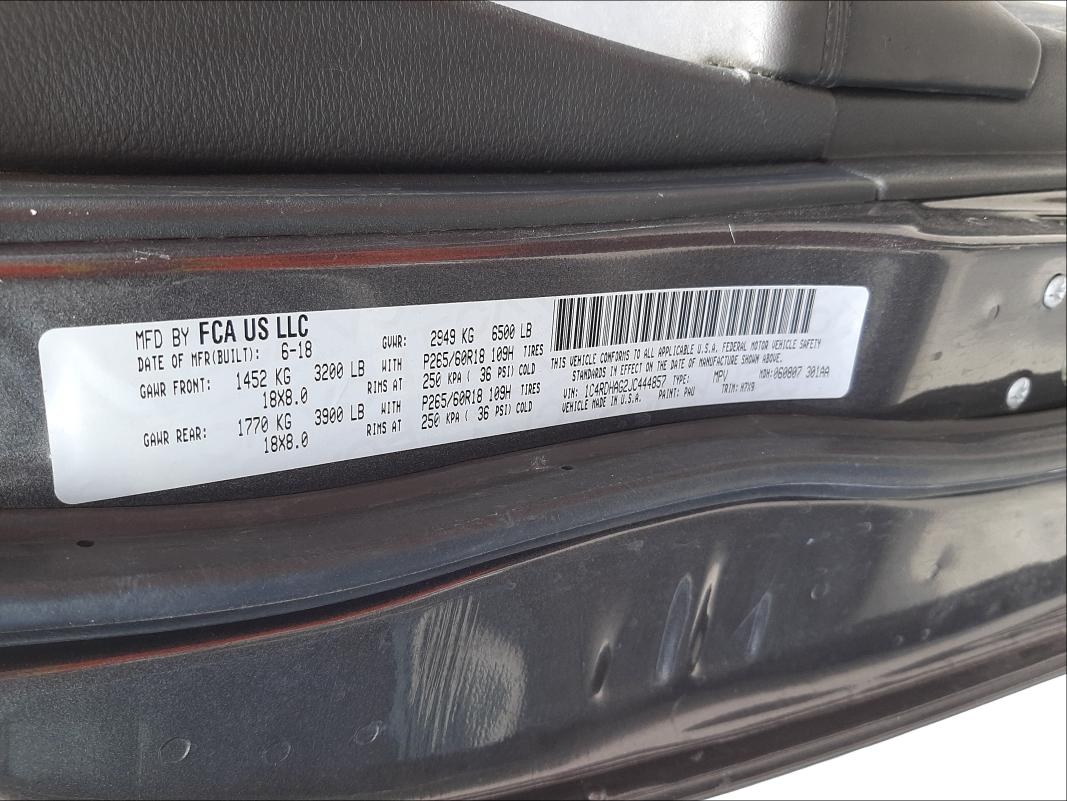 MFD BY FCA US LLC
DATE OF MFR(BUILT): 6-18 GVWR: 2949 KG 6500 LB
GAWR FRONT: 1452 KG 3200 LB WITH P265/60R18 109H TIRES
18X8.0 RIMS AT 250 KPA ( 36 PSI) COLD
GAWR REAR: 1770 KG 3900 LB WITH P265/60R18 109H TIRES
18X8.0 RIMS AT 250 KPA ( 36 PSI) COLD
THIS VEHICLE CONFORMS TO ALL APPLICABLE U.S.A. FEDERAL MOTOR VEHICLE SAFETY
STANDARDS IN EFFECT ON THE DATE OF MANUFACTURE SHOWN ABOVE.
VIN: 1C4RDHAG2JC444857 TYPE: MPV MDH: 060807 301AA
VEHICLE MADE IN U.S.A. PAINT: PAU TRIM: H7X9